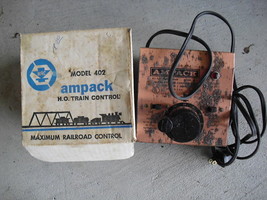 MODEL 402
ampack
H.O. TRAIN CONTROL
MAXIMUM RAILROAD CONTROL
AMPACK